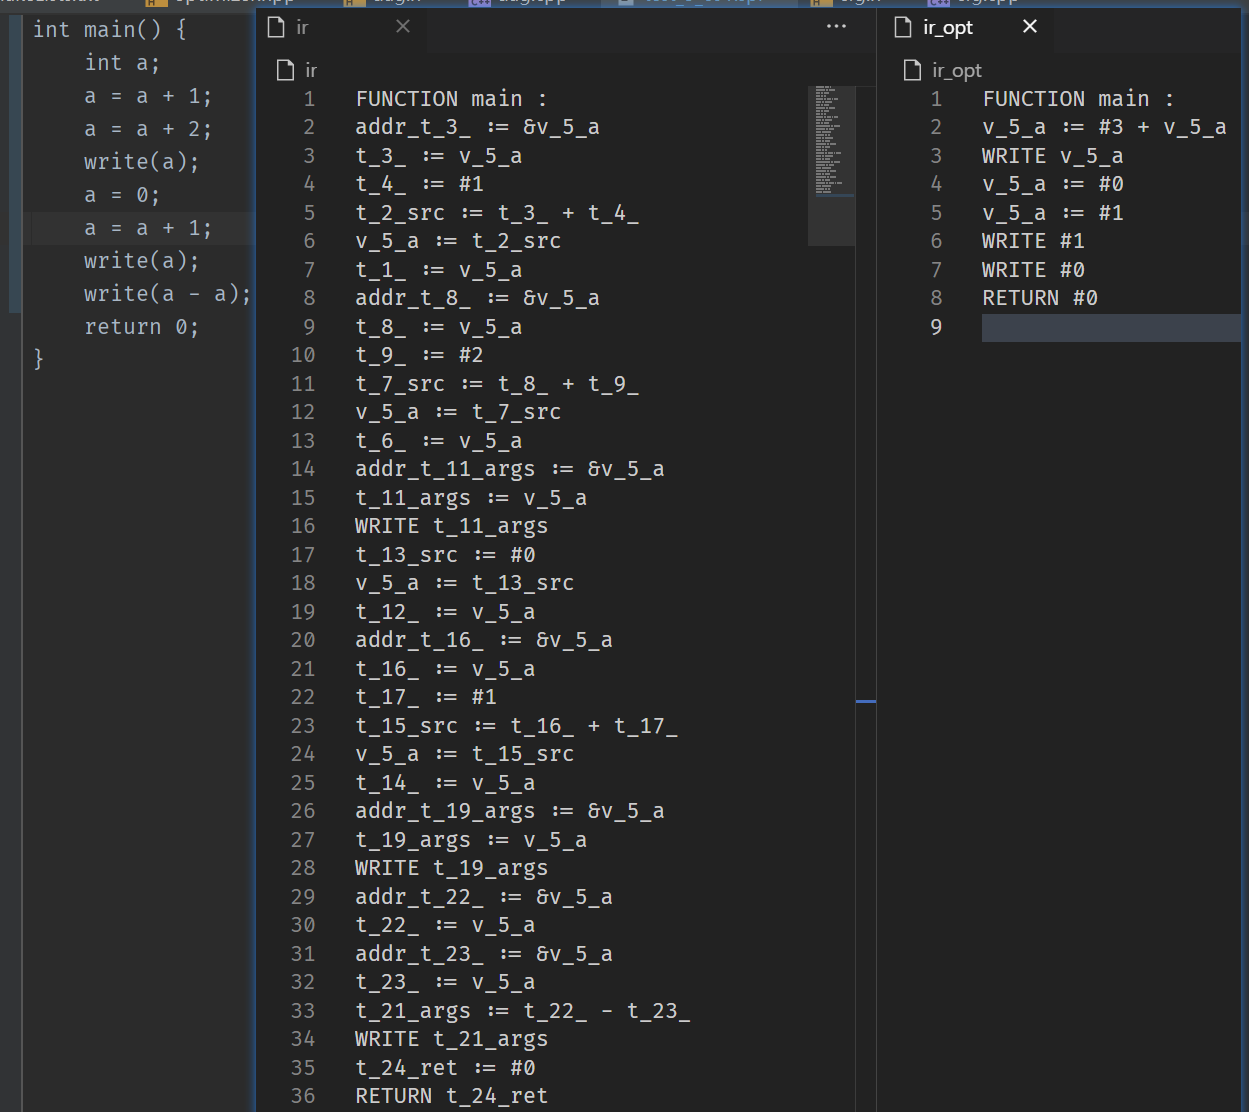 int main() {
int a;
a = a + 1;
a = a + 2;
write(a);
a = 0;
a = a + 1;
write(a);
write(a - a);
return 0;
}
ir
ir
1 FUNCTION main :
2 addr_t_3_ := &v_5_a
3 t_3_ := v_5_a
4 t_4_ := #1
5 t_2_src := t_3_ + t_4_
6 v_5_a := t_2_src
7 t_1_ := v_5_a
8 addr_t_8_ := &v_5_a
9 t_8_ := v_5_a
10 t_9_ := #2
11 t_7_src := t_8_ + t_9_
12 v_5_a := t_7_src
13 t_6_ := v_5_a
14 addr_t_11_args := &v_5_a
15 t_11_args := v_5_a
16 WRITE t_11_args
17 t_13_src := #0
18 v_5_a := t_13_src
19 t_12_ := v_5_a
20 addr_t_16_ := &v_5_a
21 t_16_ := v_5_a
22 t_17_ := #1
23 t_15_src := t_16_ + t_17_
24 v_5_a := t_15_src
25 t_14_ := v_5_a
26 addr_t_19_args := &v_5_a
27 t_19_args := v_5_a
28 WRITE t_19_args
29 addr_t_22_ := &v_5_a
30 t_22_ := v_5_a
31 addr_t_23_ := &v_5_a
32 t_23_ := v_5_a
33 t_21_args := t_22_ - t_23_
34 WRITE t_21_args
35 t_24_ret := #0
36 RETURN t_24_ret
ir_opt
ir_opt
1 FUNCTION main :
2 v_5_a := #3 + v_5_a
3 WRITE v_5_a
4 v_5_a := #0
5 v_5_a := #1
6 WRITE #1
7 WRITE #0
8 RETURN #0
9